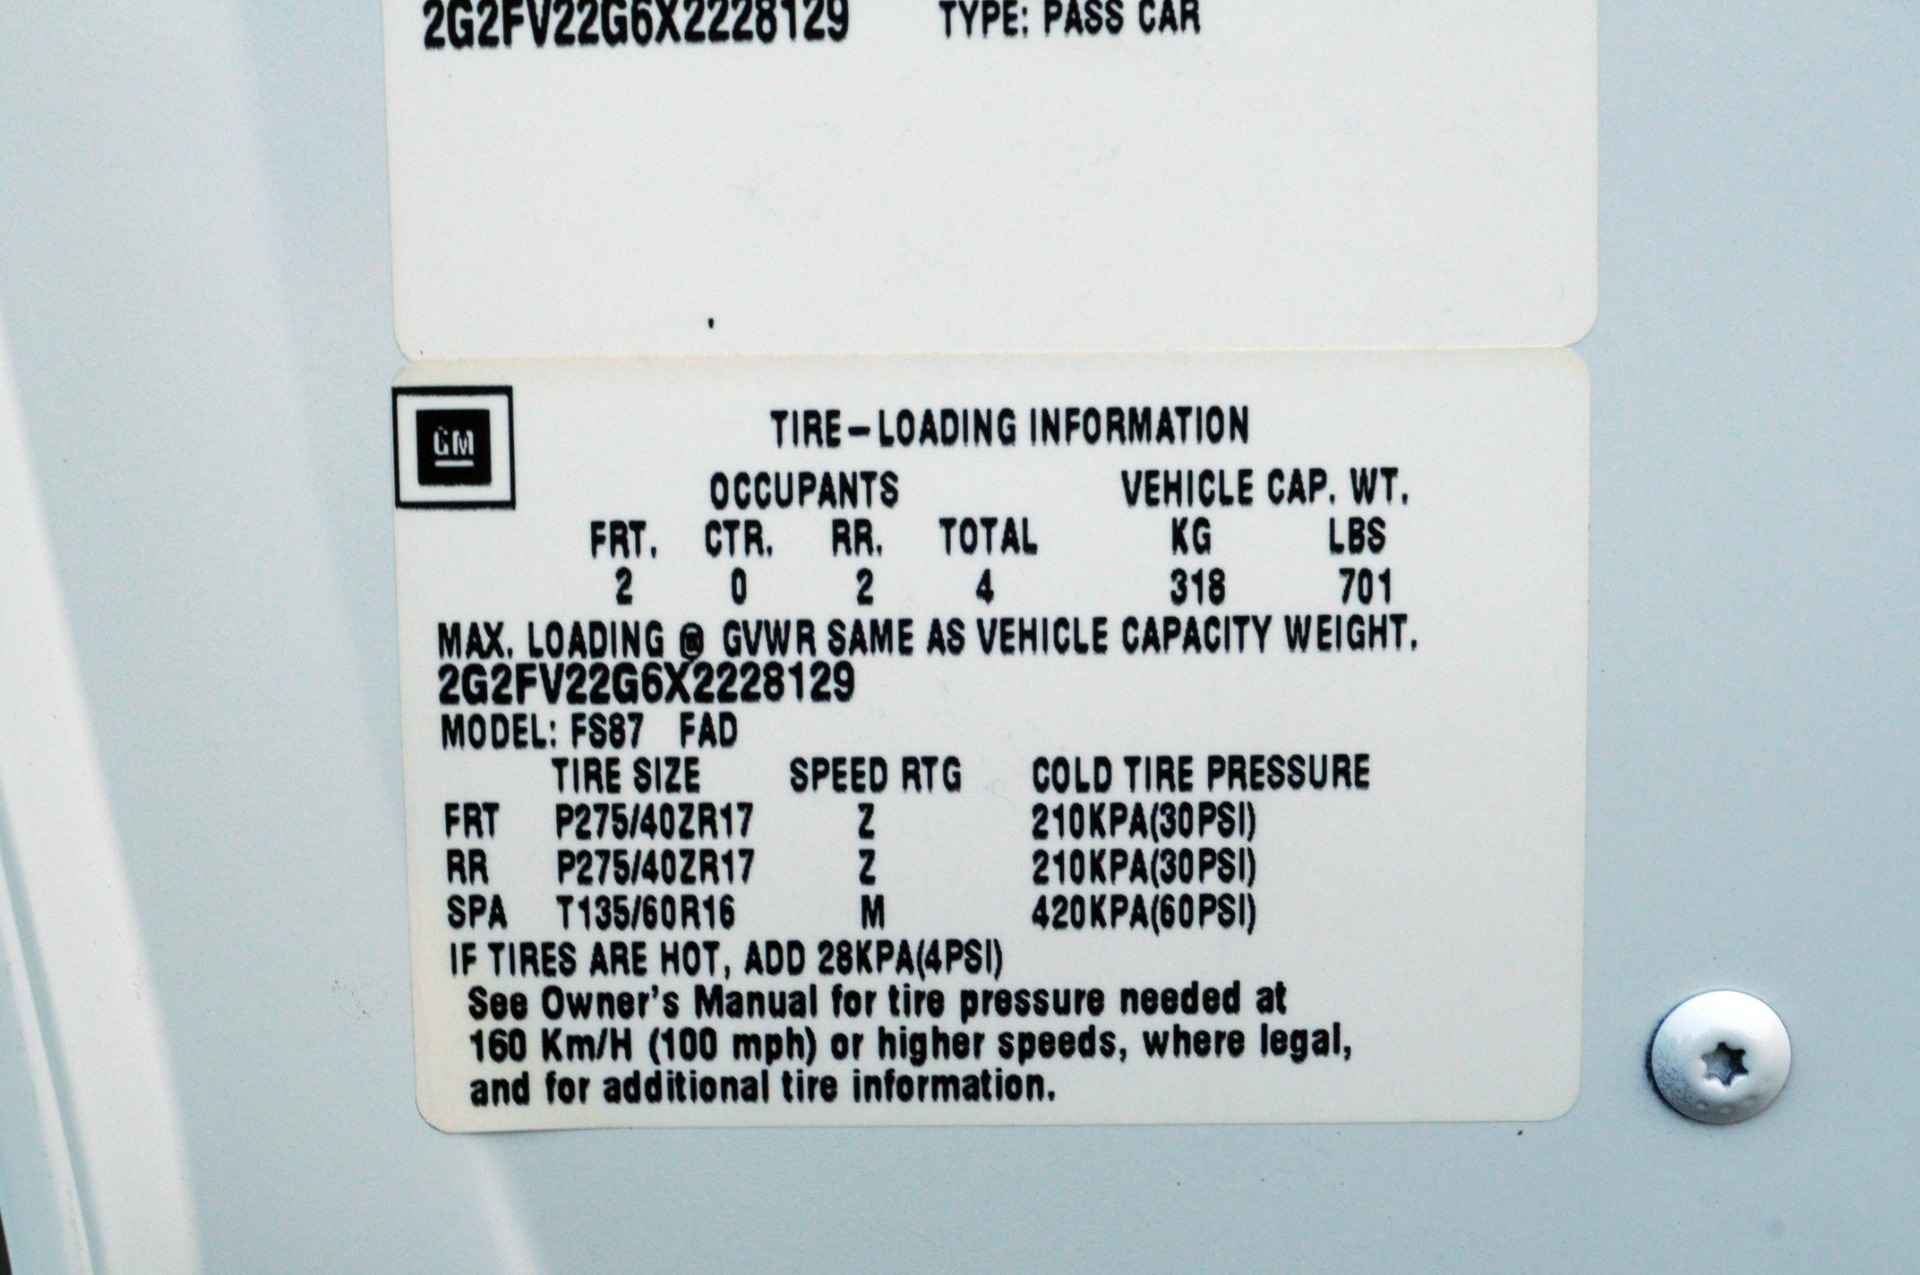 2G2FV22G6X2228129 TYPE: PASS CAR
GM
TIRE-LOADING INFORMATION
OCCUPANTS VEHICLE CAP. WT.
FRT. CTR. RR. TOTAL KG LBS
2 0 2 4 318 701
MAX. LOADING @ GVWR SAME AS VEHICLE CAPACITY WEIGHT.
2G2FV22G6X2228129
MODEL: FS87 FAD
TIRE SIZE SPEED RTG COLD TIRE PRESSURE
FRT P275/40ZR17 Z 210KPA(30PSI)
RR P275/40ZR17 Z 210KPA(30PSI)
SPA T135/60R16 M 420KPA(60PSI)
IF TIRES ARE HOT, ADD 28KPA(4PSI)
See Owner's Manual for tire pressure needed at
160 Km/H (100 mph) or higher speeds, where legal,
and for additional tire information.